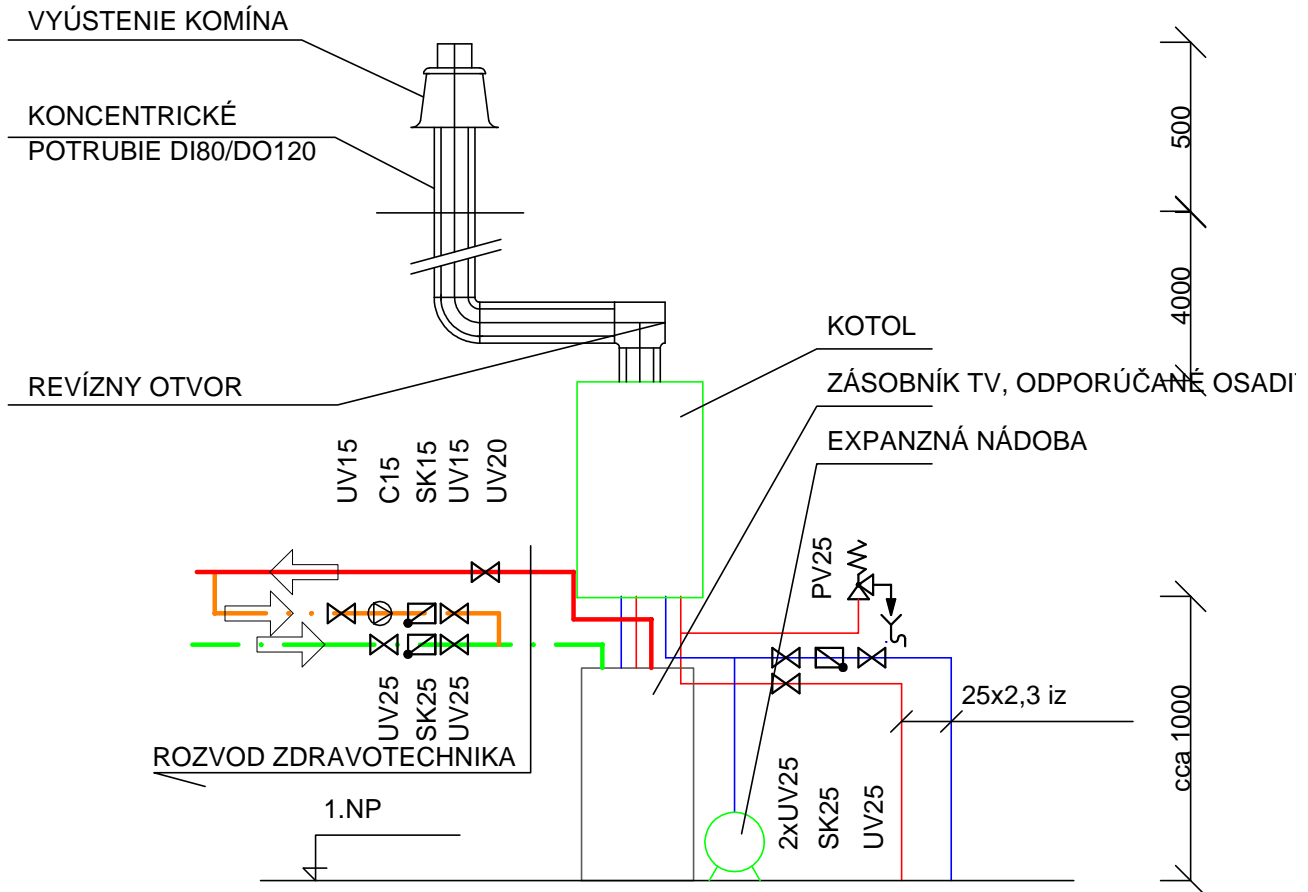 VYÚSTENIE KOMÍNA
KONCENTRICKÉ
POTRUBIE DI80/DO120
500
4000
KOTOL
ZÁSOBNÍK TV, ODPORÚČANÉ OSADIŤ
REVÍZNY OTVOR
EXPANZNÁ NÁDOBA
UV15
C15
SK15
UV15
UV20
PV25
UV25
SK25
UV25
25x2,3 iz
cca 1000
ROZVOD ZDRAVOTECHNIKA
1.NP
2xUV25
SK25
UV25